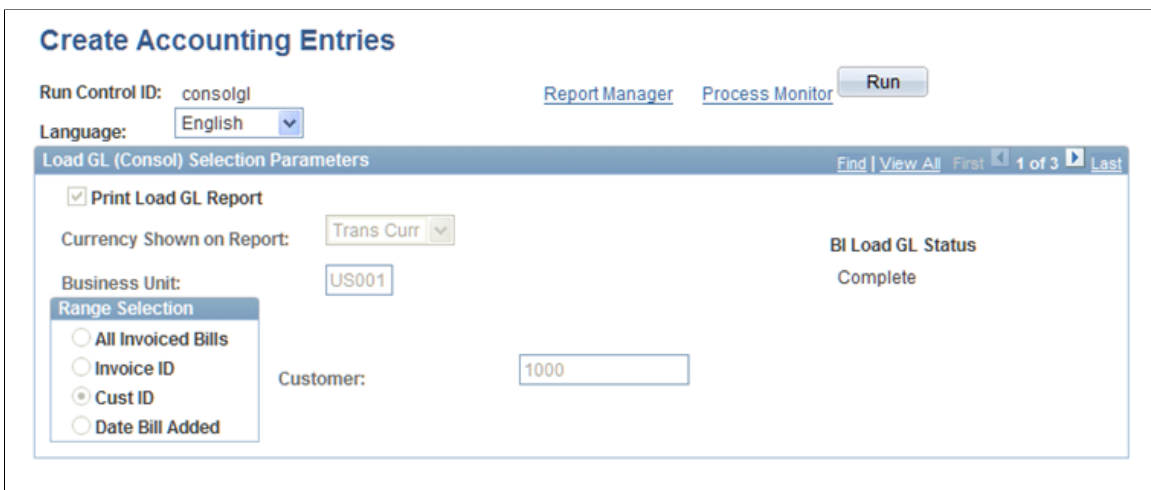 Create Accounting Entries
Run Control ID: consolgl Report Manager Process Monitor Run
Language: English
Load GL (Consol) Selection Parameters Find | View All First 1 of 3 Last
Print Load GL Report
Currency Shown on Report: Trans Curr
BI Load GL Status
Business Unit: US001 Complete
Range Selection
All Invoiced Bills
Invoice ID
Customer: 1000
Cust ID
Date Bill Added